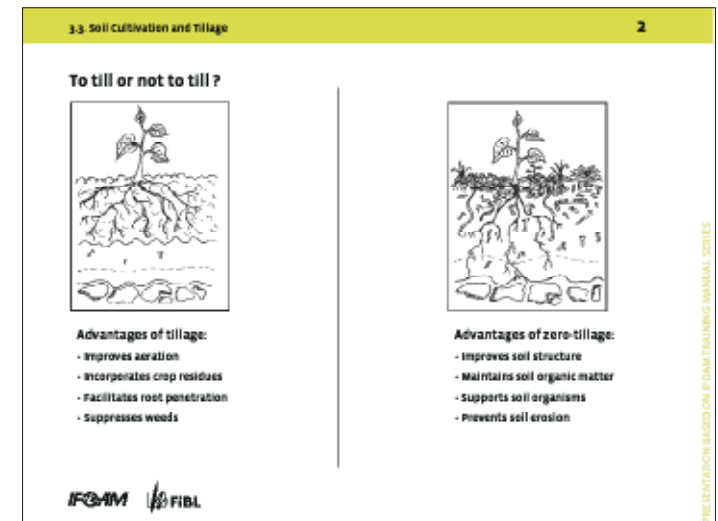 3.3. Soil Cultivation and Tillage
2
To till or not to till ?
Advantages of tillage:
- Improves aeration
- Incorporates crop residues
- Facilitates root penetration
- Suppresses weeds
Advantages of zero-tillage:
- Improves soil structure
- Maintains soil organic matter
- Supports soil organisms
- Prevents soil erosion
IFOAM
FiBL
PRESENTATION BASED ON IFOAM TRAINING MANUAL SERIES